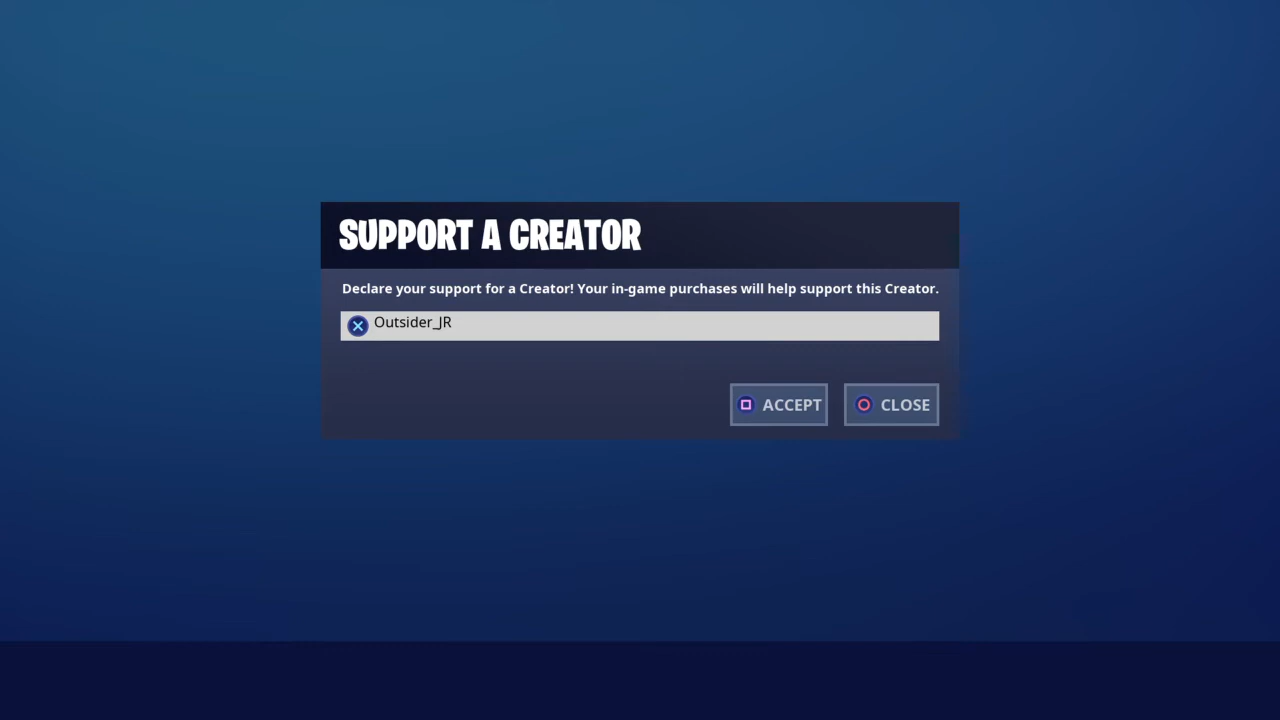 SUPPORT A CREATOR
Declare your support for a Creator! Your in-game purchases will help support this Creator.
Outsider_JR
ACCEPT CLOSE